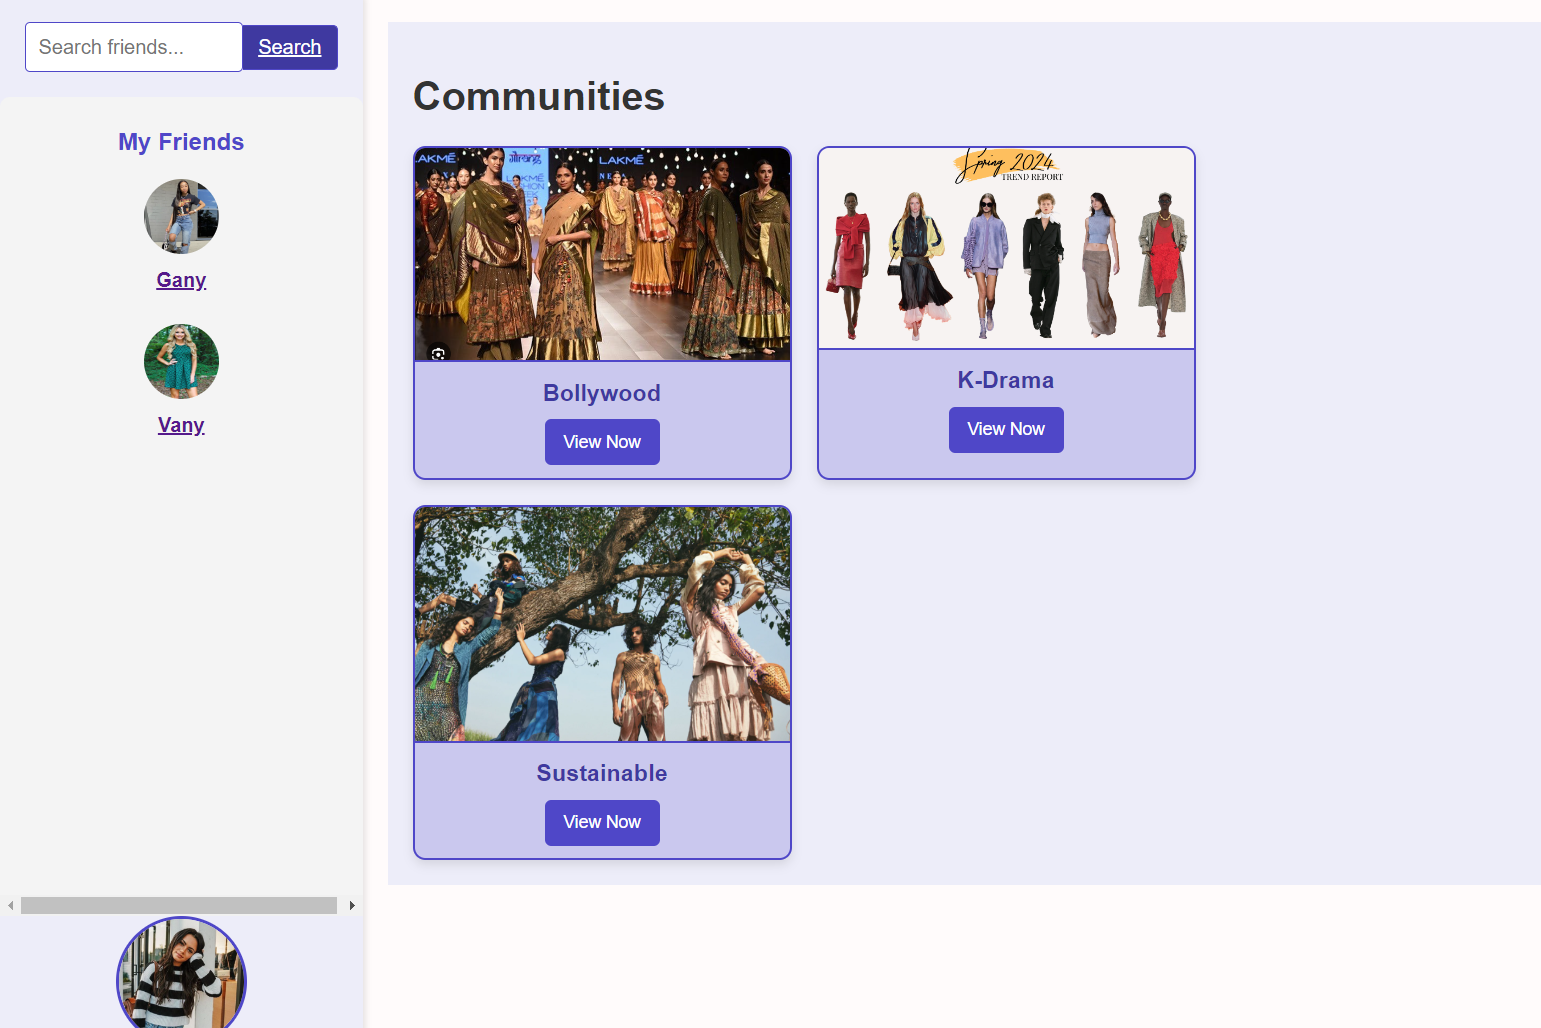 Search friends...
Search
My Friends
Gany
Vany
Communities
AKMÉ
LAKMÉ
Bollywood
View Now
Spring 2024
TREND REPORT
K-Drama
View Now
Sustainable
View Now